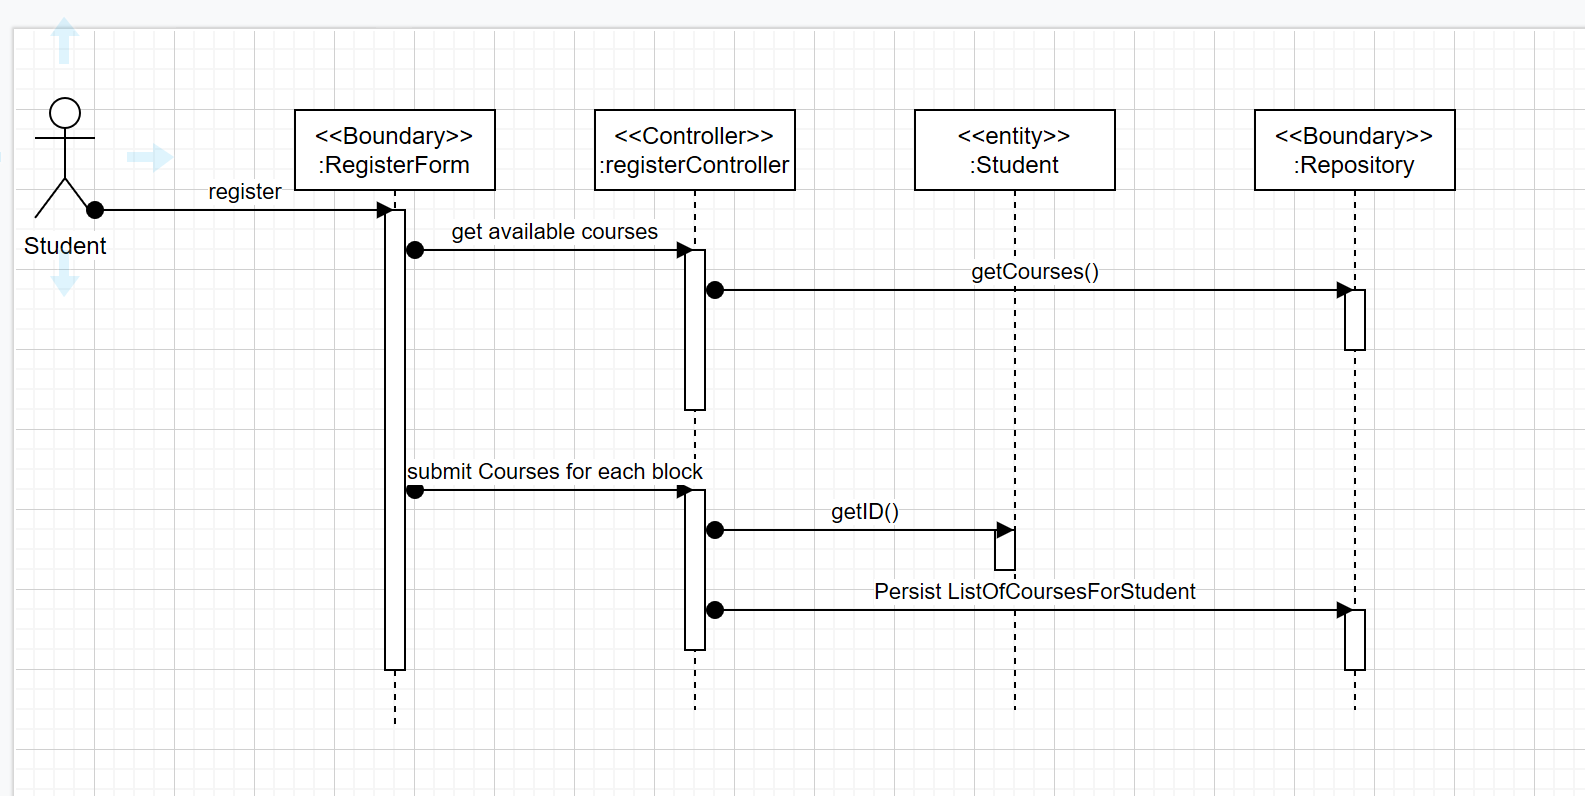 <<Boundary>>
:RegisterForm
<<Controller>>
:registerController
<<entity>>
:Student
<<Boundary>>
:Repository
register
Student
get available courses
getCourses()
submit Courses for each block
getID()
Persist ListOfCoursesForStudent